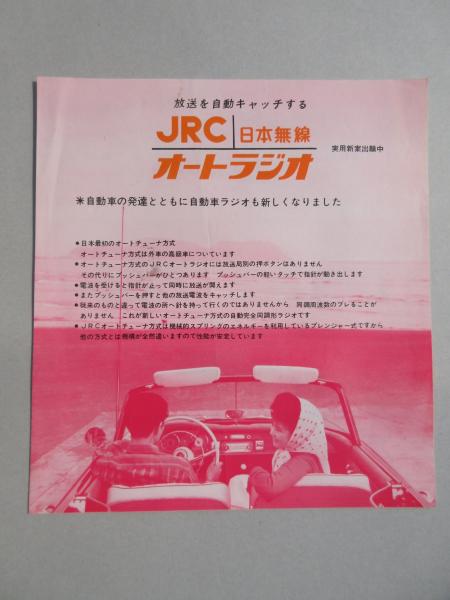 放送を自動キャッチする
JRC 日本無線
実用新案出願中
オートラジオ
米自動車の発達とともに自動車ラジオも新しくなりました
●日本最初のオートチューナ方式
オートチューナ方式は外車の高級車についています
●オートチューナ方式のJRCオートラジオには放送局別の押ボタンはありません
その代りにプッシュバーがひとつあります プッシュバーの軽いタッチで指針が動き出します
●電波を受けると指針が止って同時に放送が聞えます
●またプッシュバーを押すと他の放送電波をキャッチします
●従来のものと違って電波の所へ針を持って行くのではありませんから 同調周波数のブレることが
ありません これが新しいオートチューナ方式の自動完全同調形ラジオです
●JRCオートチューナ方式は機械的スプリングのエネルギーを利用しているプレンジャー式ですから
他の方式とは機構が全然違いますので性能が安定しています